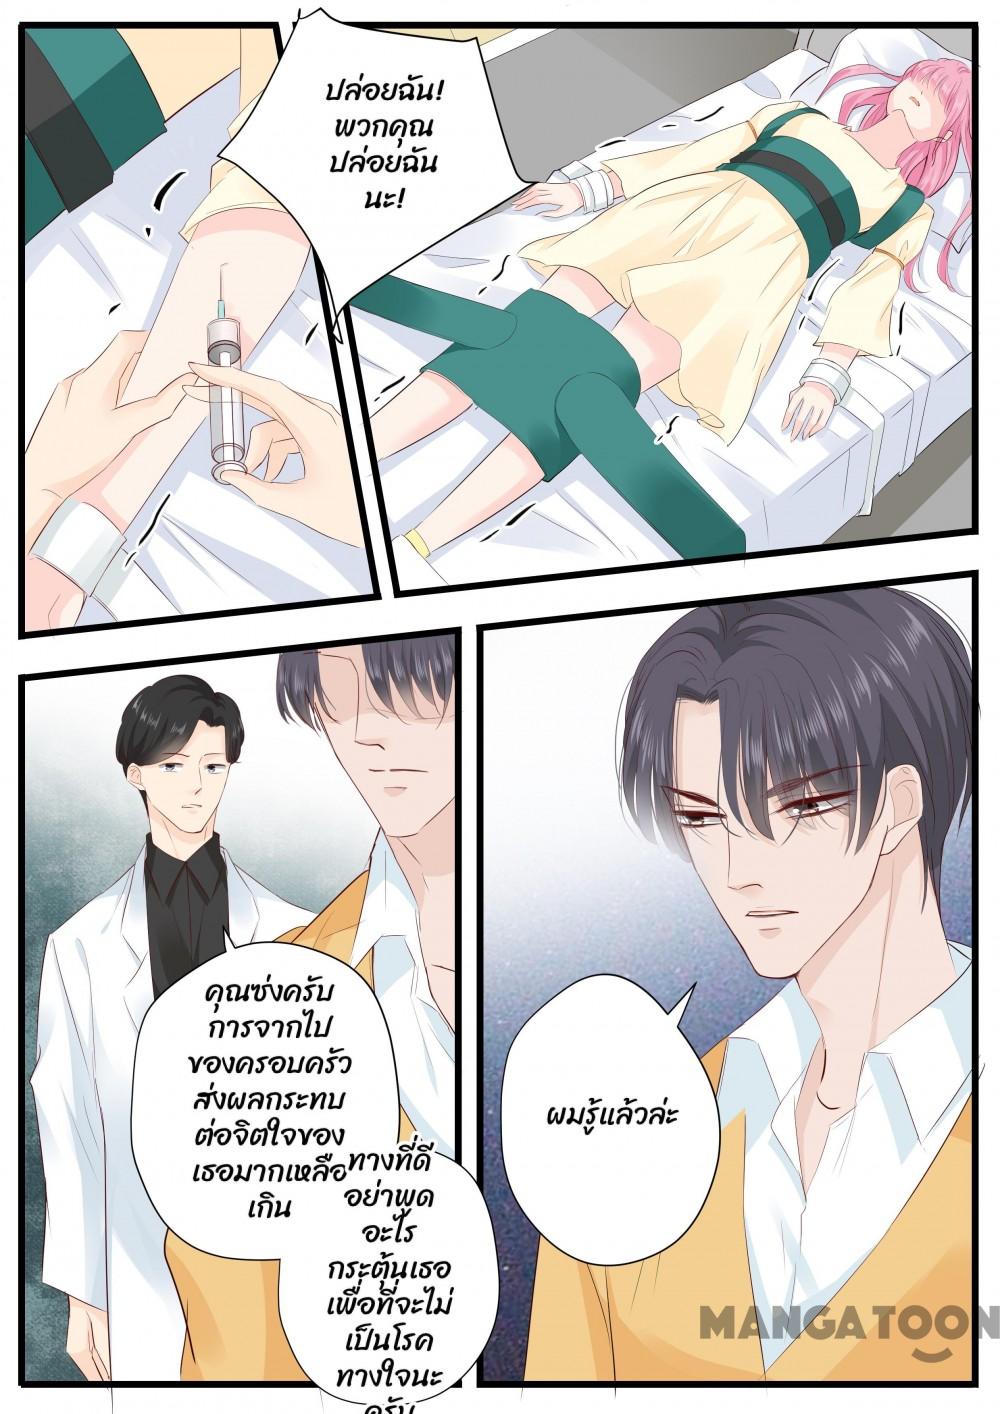 ปล่อยฉัน!
พวกคุณ
ปล่อยฉัน
นะ!
คุณซ่งครับ
การจากไป
ของครอบครัว
ส่งผลกระทบ
ต่อจิตใจของ
เธอมากเหลือ
เกิน
ทางที่ดี
อย่าพูด
อะไร
กระตุ้นเธอ
เพื่อที่จะไม่
เป็นโรค
ทางใจนะ
ครับ
ผมรู้แล้วล่ะ
MANGATOON